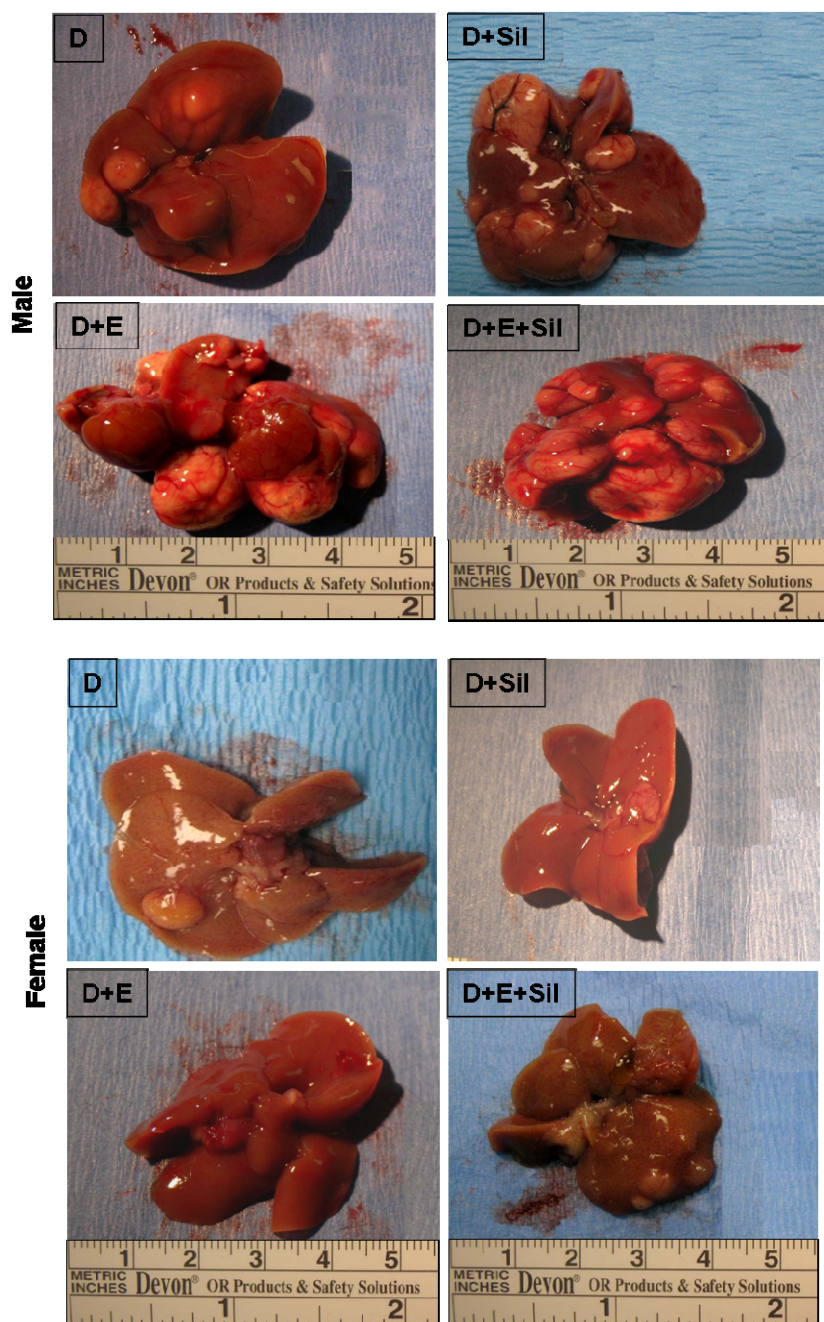 Male
D
D+Sil
D+E
D+E+Sil
1 2 3 4 5
METRIC
INCHES Devon® OR Products & Safety Solutions
1 2
1 2 3 4 5
METRIC
INCHES Devon® OR Products & Safety Solutions
1 2
Female
D
D+Sil
D+E
D+E+Sil
1 2 3 4 5
METRIC
INCHES Devon® OR Products & Safety Solutions
1 2
1 2 3 4 5
METRIC
INCHES Devon® OR Products & Safety Solutions
1 2